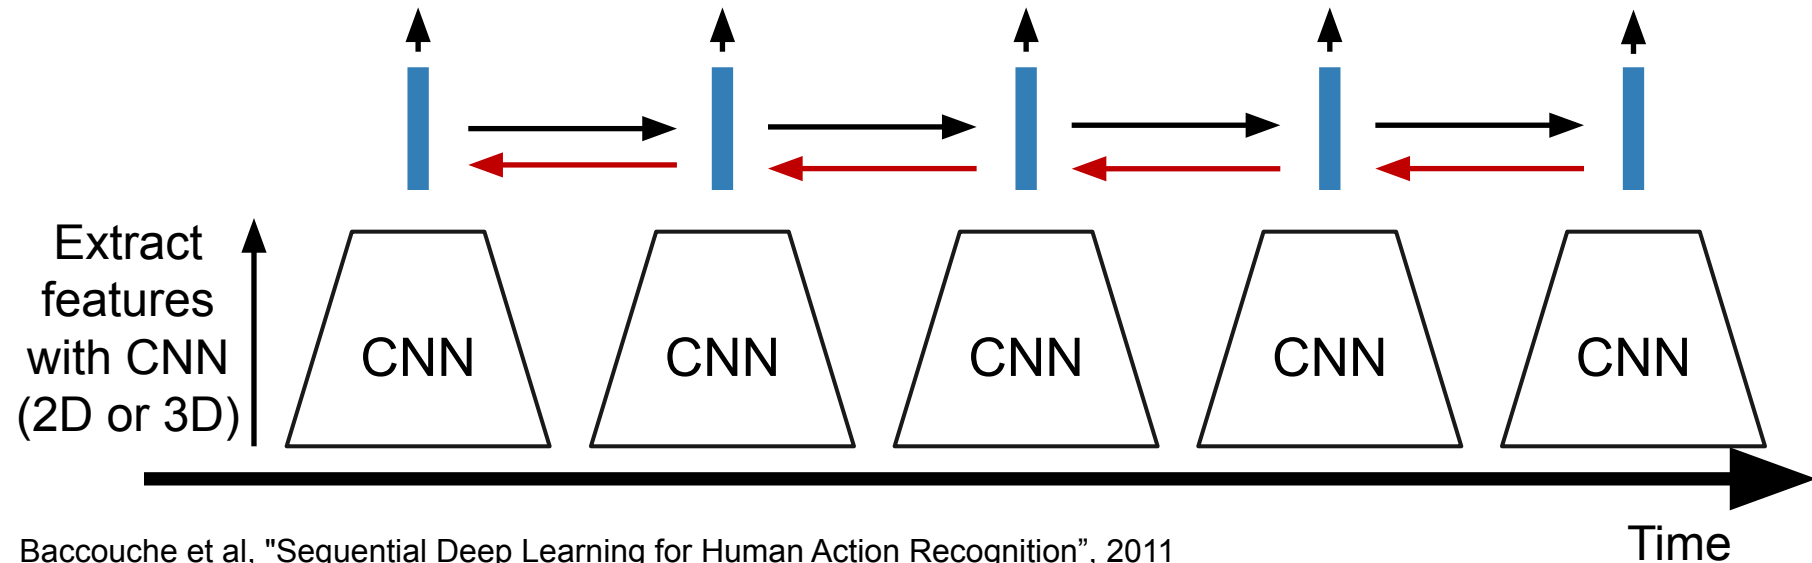 Extract
features
with CNN
(2D or 3D)
CNN
CNN
CNN
CNN
CNN
Time
Baccouche et al, "Sequential Deep Learning for Human Action Recognition”, 2011